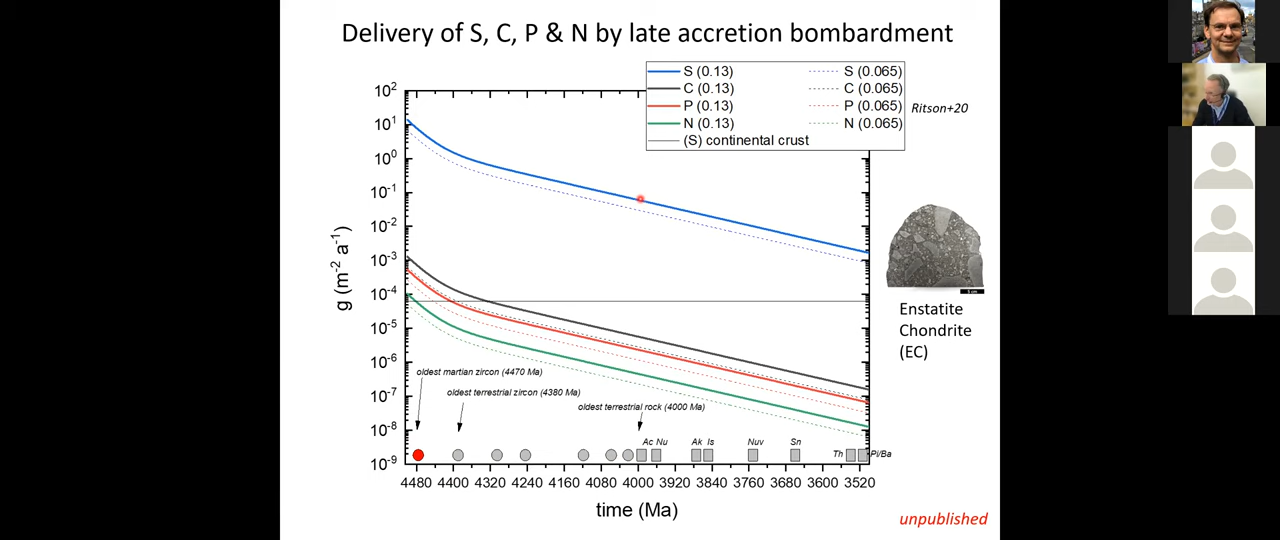 Delivery of S, C, P & N by late accretion bombardment
S (0.13) S (0.065)
C (0.13) C (0.065)
P (0.13) P (0.065)
N (0.13) N (0.065)
(S) continental crust
Ritson+20
10² 
10¹
10⁰
10⁻¹
10⁻²
10⁻³
10⁻⁴
10⁻⁵
10⁻⁶
10⁻⁷
10⁻⁸
10⁻⁹
g (m⁻² a⁻¹)
5 cm
Enstatite
Chondrite
(EC)
oldest martian zircon (4470 Ma)
oldest terrestrial zircon (4380 Ma)
oldest terrestrial rock (4000 Ma)
Ac Nu Ak Is Nuv Sn Th Pl/Ba
4480 4400 4320 4240 4160 4080 4000 3920 3840 3760 3680 3600 3520
time (Ma)
unpublished